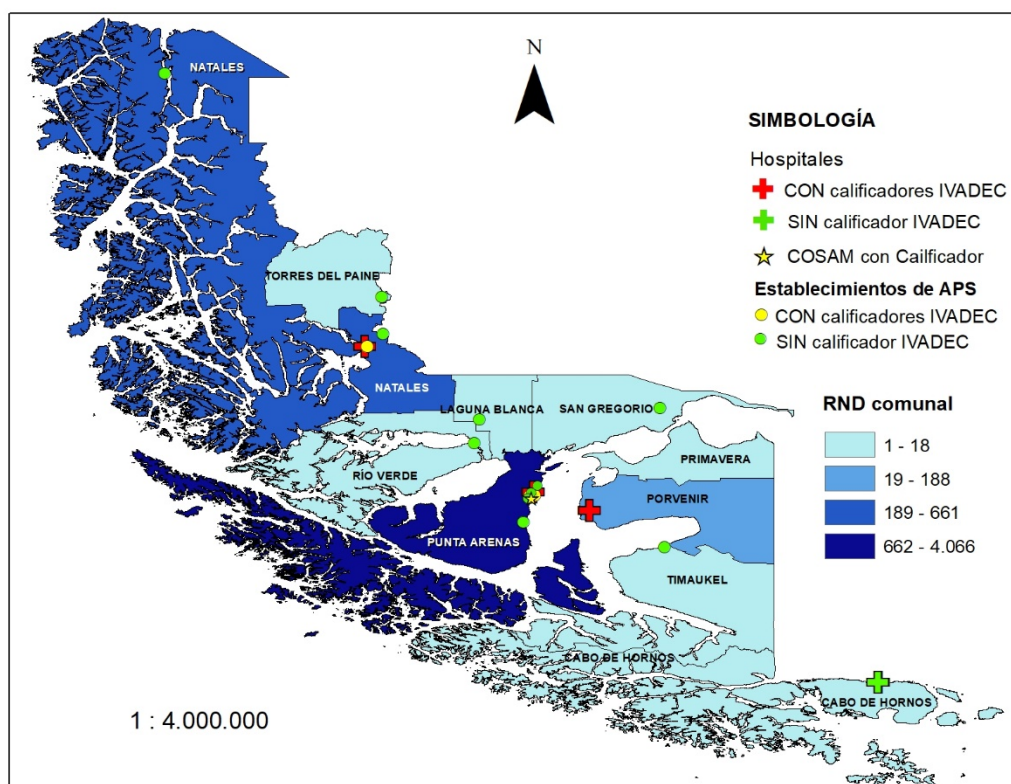 NATALES
N
SIMBOLOGÍA
Hospitales
CON calificadores IVADEC
SIN calificador IVADEC
COSAM con Cailficador
Establecimientos de APS
CON calificadores IVADEC
SIN calificador IVADEC
TORRES DEL PAINE
NATALES
LAGUNA BLANCA
SAN GREGORIO
RND comunal
1 - 18
19 - 188
189 - 661
662 - 4.066
RÍO VERDE
PRIMAVERA
PORVENIR
PUNTA ARENAS
TIMAUKEL
CABO DE HORNOS
CABO DE HORNOS
1 : 4.000.000